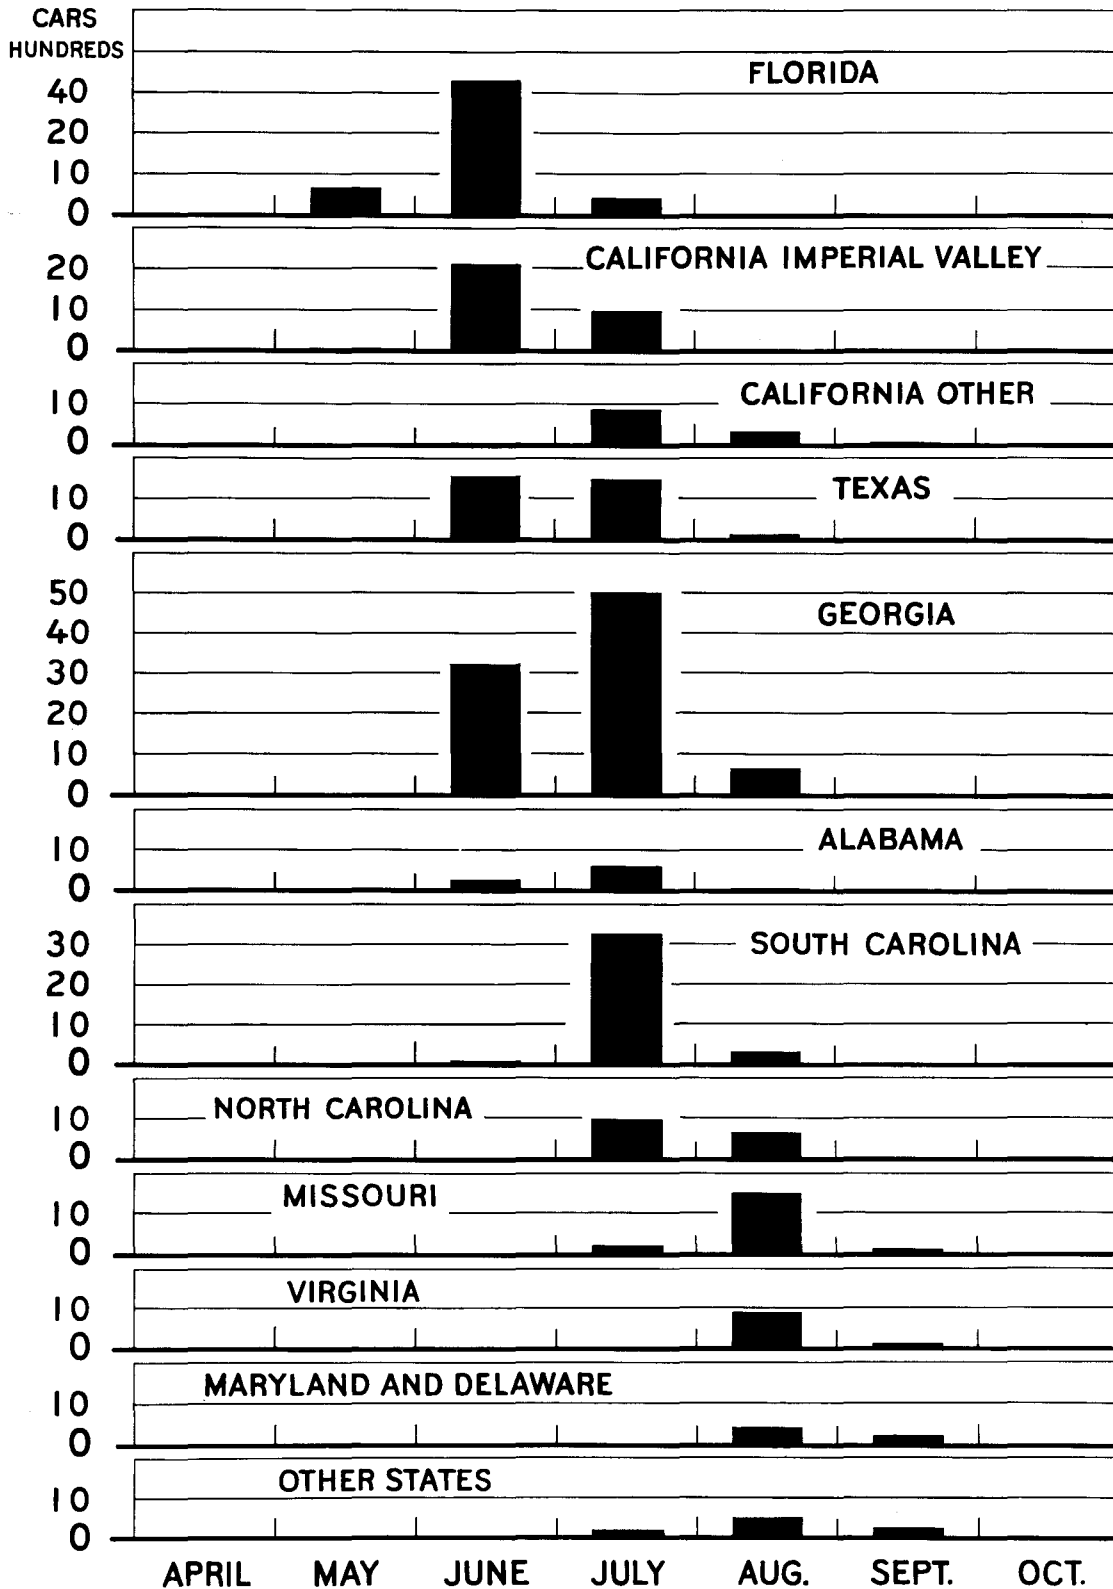 CARS
HUNDREDS
FLORIDA
40
20
10
0
CALIFORNIA IMPERIAL VALLEY
20
10
0
CALIFORNIA OTHER
10
0
TEXAS
10
0
50
GEORGIA
40
30
20
10
0
ALABAMA
10
0
30 SOUTH CAROLINA
20
10
0
NORTH CAROLINA
10
0
MISSOURI
10
0
VIRGINIA
10
0
MARYLAND AND DELAWARE
10
0
OTHER STATES
10
0
APRIL MAY JUNE JULY AUG. SEPT. OCT.